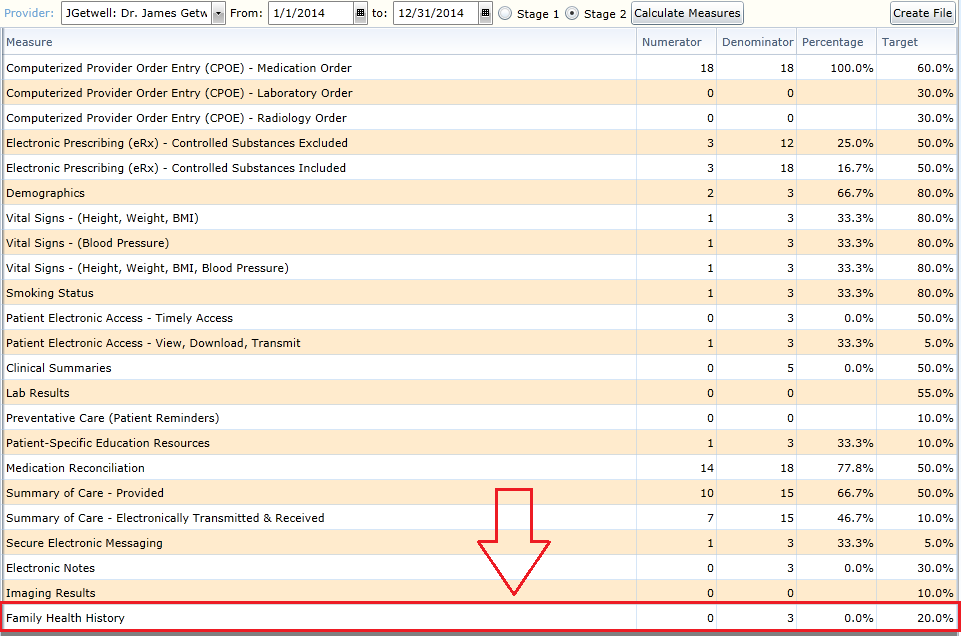 Provider: JGetwell: Dr. James Getw From: 1/1/2014 to: 12/31/2014 Stage 1 Stage 2 Calculate Measures Create File
Measure Numerator Denominator Percentage Target
Computerized Provider Order Entry (CPOE) - Medication Order 18 18 100.0% 60.0%
Computerized Provider Order Entry (CPOE) - Laboratory Order 0 0 30.0%
Computerized Provider Order Entry (CPOE) - Radiology Order 0 0 30.0%
Electronic Prescribing (eRx) - Controlled Substances Excluded 3 12 25.0% 50.0%
Electronic Prescribing (eRx) - Controlled Substances Included 3 18 16.7% 50.0%
Demographics 2 3 66.7% 80.0%
Vital Signs - (Height, Weight, BMI) 1 3 33.3% 80.0%
Vital Signs - (Blood Pressure) 1 3 33.3% 80.0%
Vital Signs - (Height, Weight, BMI, Blood Pressure) 1 3 33.3% 80.0%
Smoking Status 1 3 33.3% 80.0%
Patient Electronic Access - Timely Access 0 3 0.0% 50.0%
Patient Electronic Access - View, Download, Transmit 1 3 33.3% 5.0%
Clinical Summaries 0 5 0.0% 50.0%
Lab Results 0 0 55.0%
Preventative Care (Patient Reminders) 0 0 10.0%
Patient-Specific Education Resources 1 3 33.3% 10.0%
Medication Reconciliation 14 18 77.8% 50.0%
Summary of Care - Provided 10 15 66.7% 50.0%
Summary of Care - Electronically Transmitted & Received 7 15 46.7% 10.0%
Secure Electronic Messaging 1 3 33.3% 5.0%
Electronic Notes 0 3 0.0% 30.0%
Imaging Results 0 0 10.0%
Family Health History 0 3 0.0% 20.0%